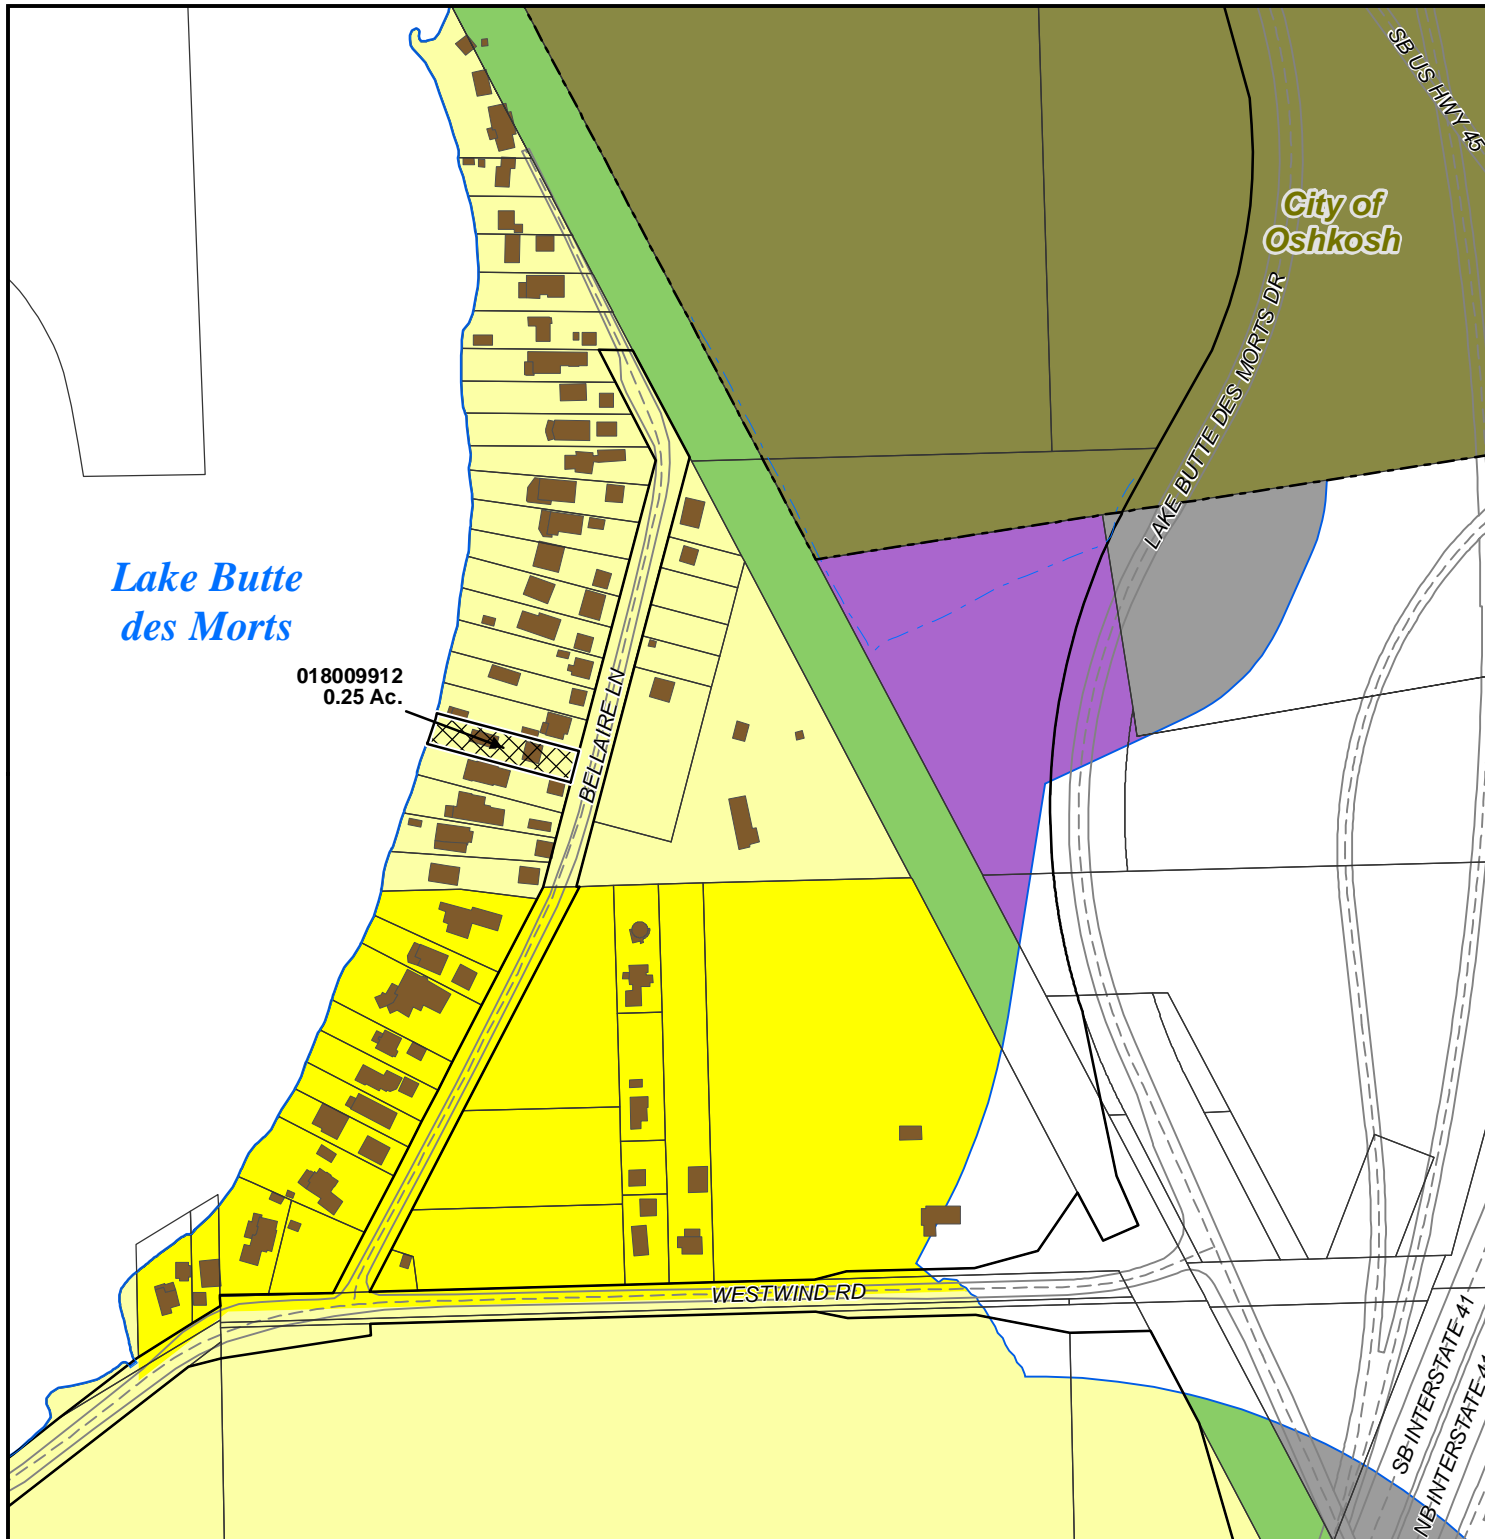 SB US HWY 45
City of
Oshkosh
LAKE BUTTE DES MORTS DR
Lake Butte
des Morts
018009912
0.25 Ac.
BELLAIRE LN
WESTWIND RD
SB INTERSTATE 41
NB INTERSTATE 41